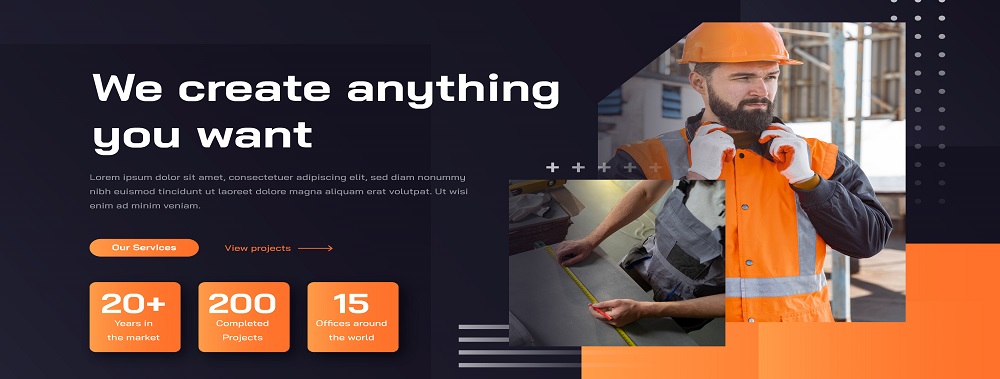 We create anything
you want
Lorem ipsum dolor sit amet, consectetuer adipiscing elit, sed diam nonummy
nibh euismod tincidunt ut laoreet dolore magna aliquam erat volutpat. Ut wisi
enim ad minim veniam.
Our Services
View projects
20+
Years in
the market
200
Completed
Projects
15
Offices around
the world